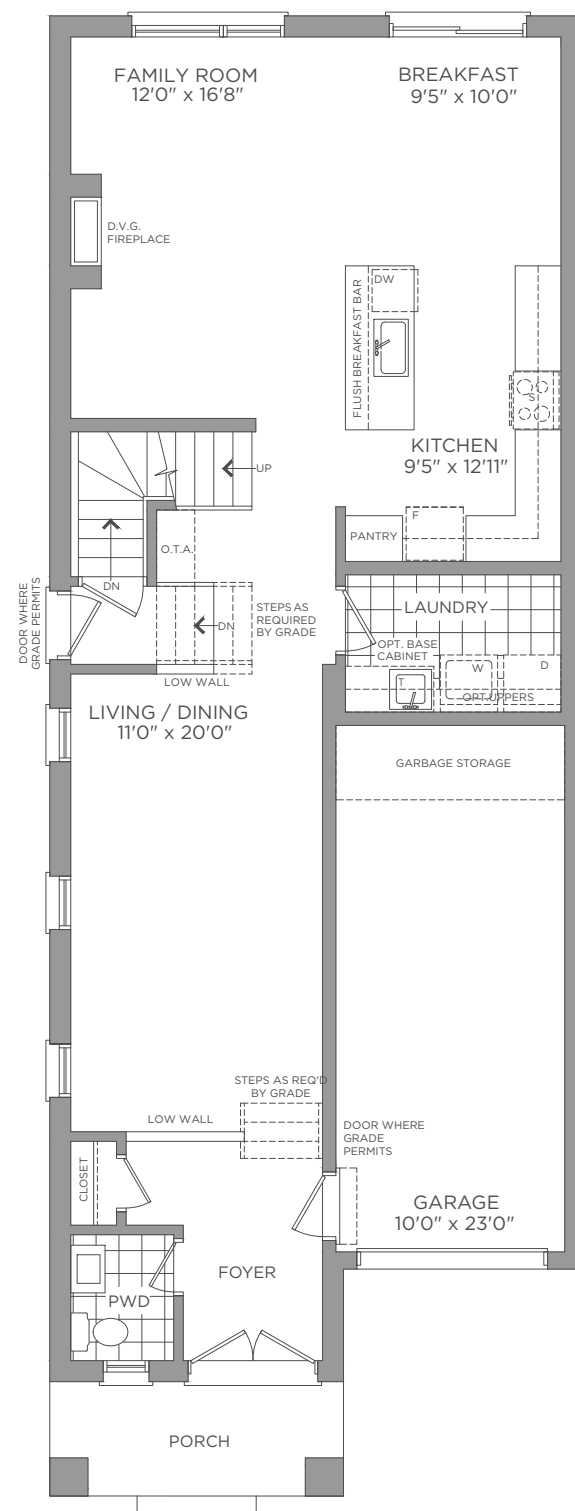 FAMILY ROOM
12'0" x 16'8"
BREAKFAST
9'5" x 10'0"
D.V.G.
FIREPLACE
DW
FLUSH BREAKFAST BAR
S
KITCHEN
9'5" x 12'11"
UP
F
PANTRY
O.T.A.
DN
DOOR WHERE
GRADE PERMITS
STEPS AS
REQUIRED
BY GRADE
DN
LAUNDRY
OPT. BASE
CABINET
W
D
T
OPT.UPPERS
LOW WALL
LIVING / DINING
11'0" x 20'0"
GARBAGE STORAGE
STEPS AS REQ'D
BY GRADE
LOW WALL
DOOR WHERE
GRADE
PERMITS
CLOSET
GARAGE
10'0" x 23'0"
FOYER
PWD
PORCH